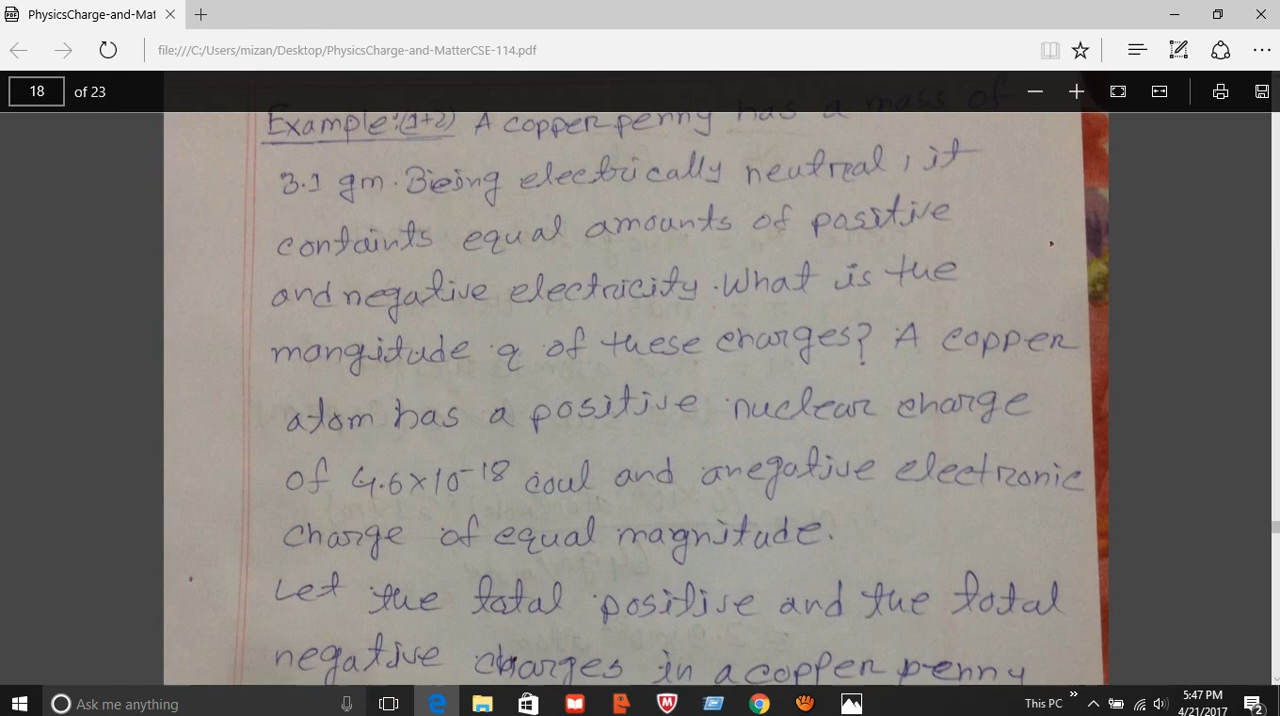 PhysicsCharge-and-Mat
file:///C:/Users/mizan/Desktop/PhysicsCharge-and-MatterCSE-114.pdf
18 of 23
Example:(1+2) A copper penny has a mass of
3.1 gm. Being electrically neutral, it
containts equal amounts of positive
and negative electricity. What is the
mangitude q of these charges? A copper
atom has a positive nuclear charge
of 4.6×10-18 coul and anegative electronic
charge of equal magnitude.
Let the total positive and the total
negative charges in a copper penny
Ask me anything
This PC
5:47 PM
4/21/2017
2